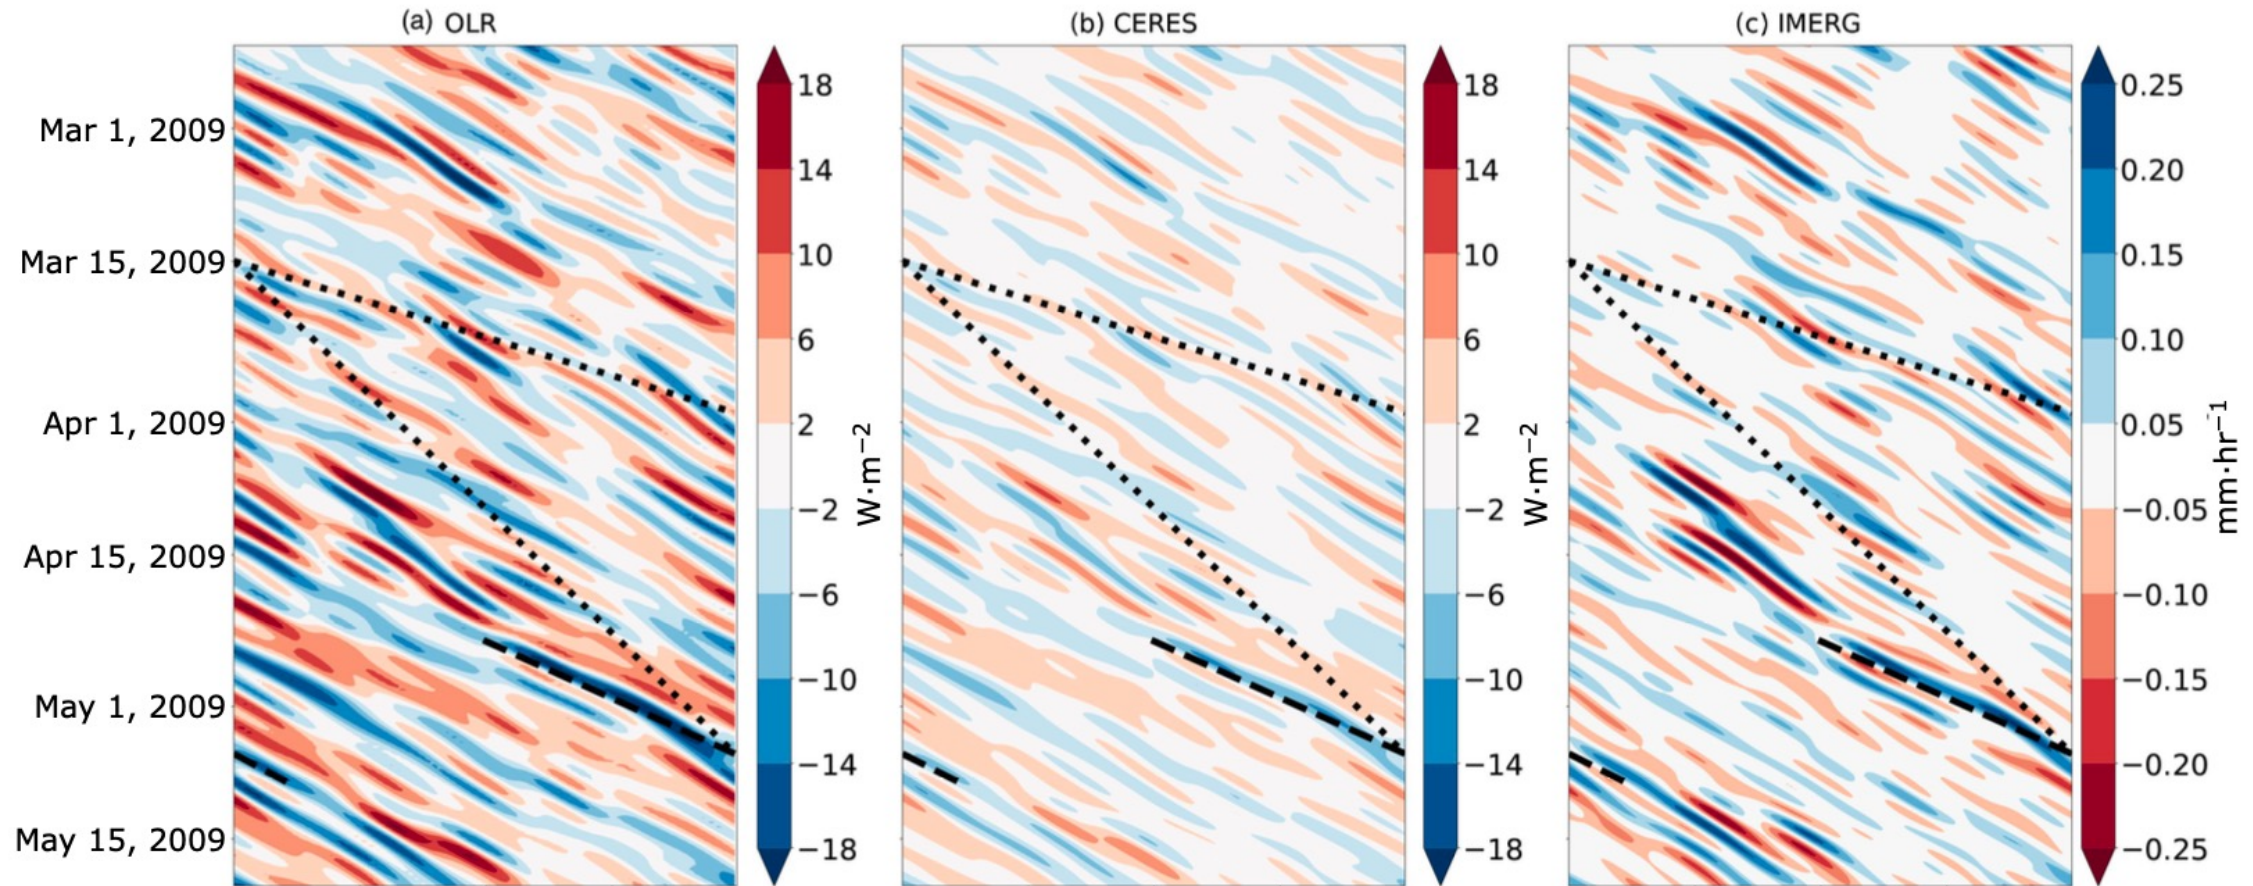 (a) OLR
(b) CERES
(c) IMERG
Mar 1, 2009
Mar 15, 2009
Apr 1, 2009
Apr 15, 2009
May 1, 2009
May 15, 2009
18
14
10
6
2
−2
−6
−10
−14
−18
W·m−2
18
14
10
6
2
−2
−6
−10
−14
−18
W·m−2
0.25
0.20
0.15
0.10
0.05
−0.05
−0.10
−0.15
−0.20
−0.25
mm·hr−1